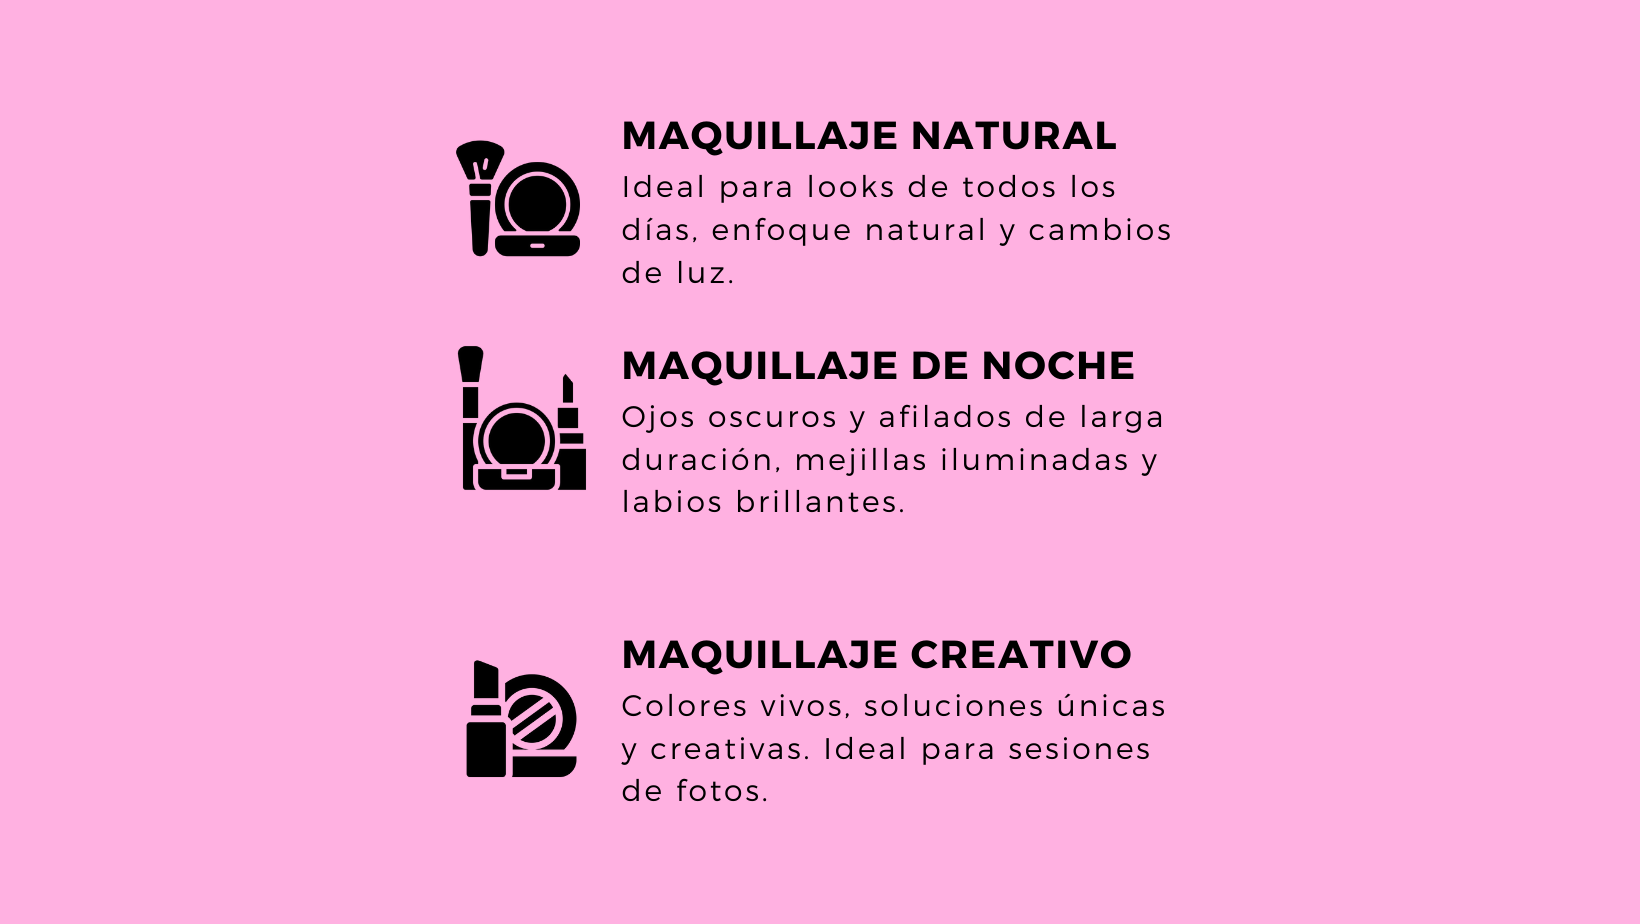 MAQUILLAJE NATURAL
Ideal para looks de todos los
días, enfoque natural y cambios
de luz.
MAQUILLAJE DE NOCHE
Ojos oscuros y afilados de larga
duración, mejillas iluminadas y
labios brillantes.
MAQUILLAJE CREATIVO
Colores vivos, soluciones únicas
y creativas. Ideal para sesiones
de fotos.